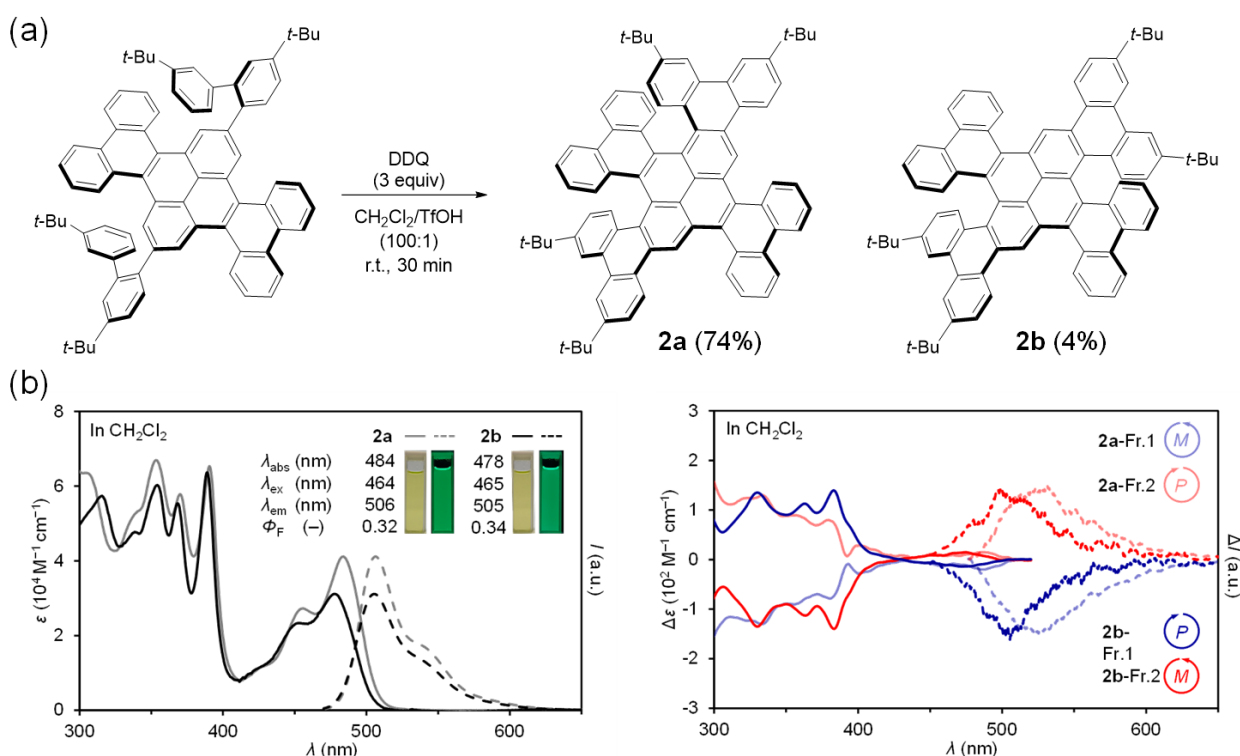 (a)
t-Bu
t-Bu
t-Bu
t-Bu
DDQ
(3 equiv)
CH₂Cl₂/TfOH
(100:1)
r.t., 30 min
t-Bu
t-Bu
t-Bu
t-Bu
2a (74%)
t-Bu
t-Bu
t-Bu
t-Bu
2b (4%)
(b)
In CH₂Cl₂
2a
2b
λabs (nm) 484 478
λex (nm) 464 465
λem (nm) 506 505
ΦF (–) 0.32 0.34
8
6
4
2
0
ε (10⁴ M⁻¹ cm⁻¹)
I (a.u.)
300 400 500 600
λ (nm)
In CH₂Cl₂
2a-Fr.1 M
2a-Fr.2 P
2b-
Fr.1 P
2b-Fr.2 M
3
2
1
0
-1
-2
-3
Δε (10² M⁻¹ cm⁻¹)
ΔI (a.u.)
300 400 500 600
λ (nm)